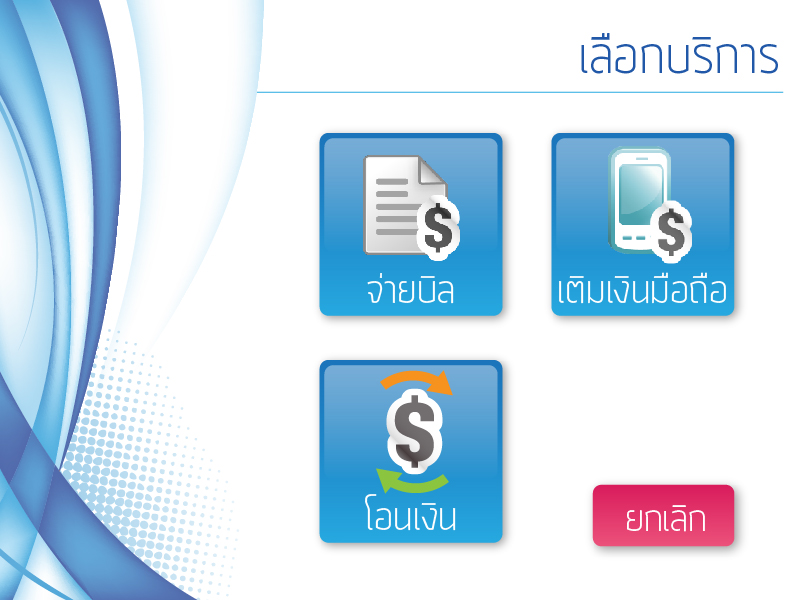 เลือกบริการ
จ่ายบิล
เติมเงินมือถือ
โอนเงิน
ยกเลิก